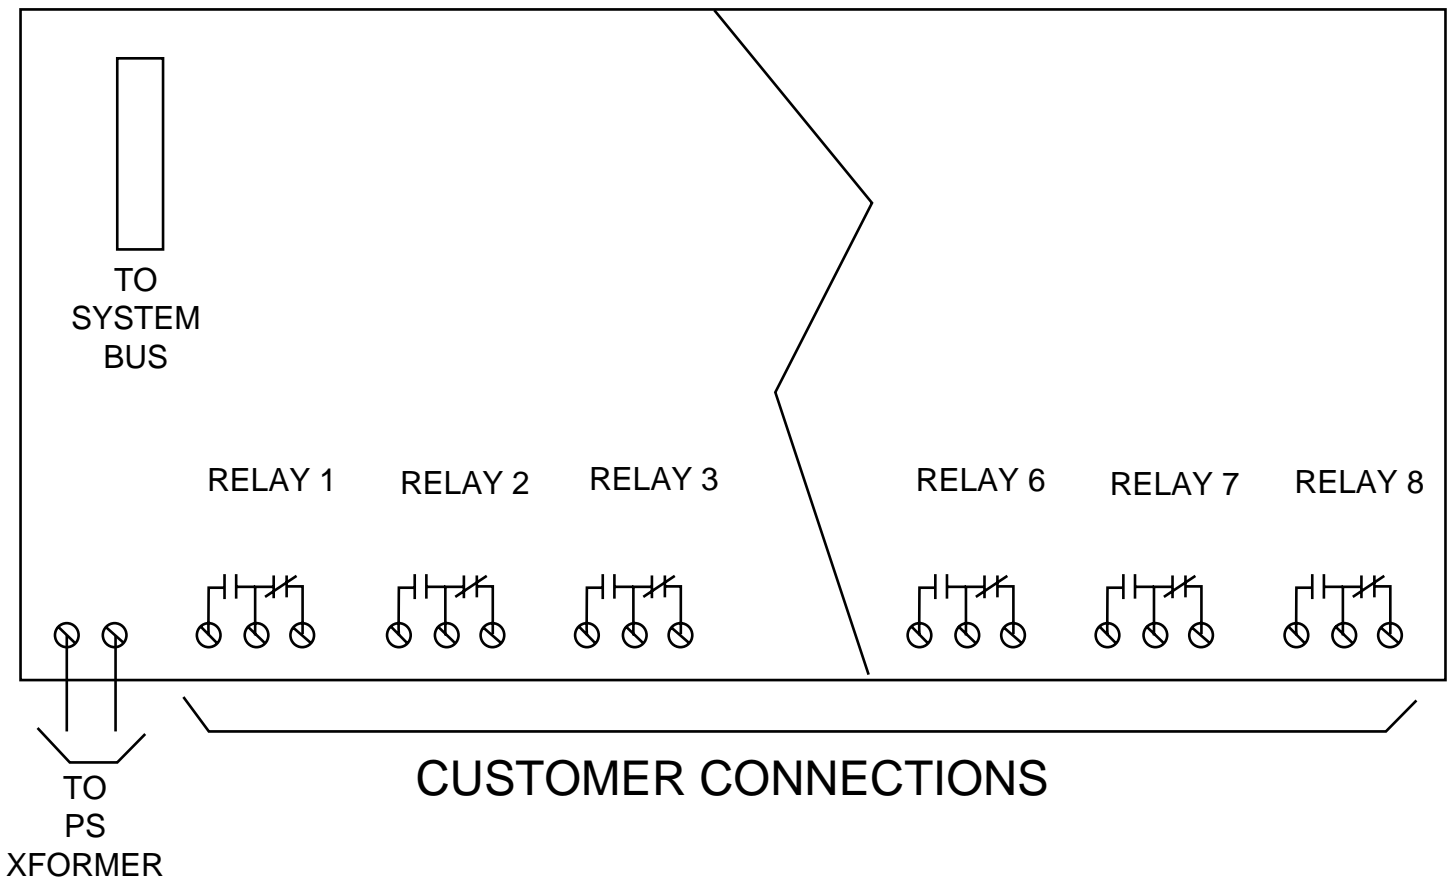 TO
SYSTEM
BUS
RELAY 1
RELAY 2
RELAY 3
RELAY 6
RELAY 7
RELAY 8
CUSTOMER CONNECTIONS
TO
PS
XFORMER